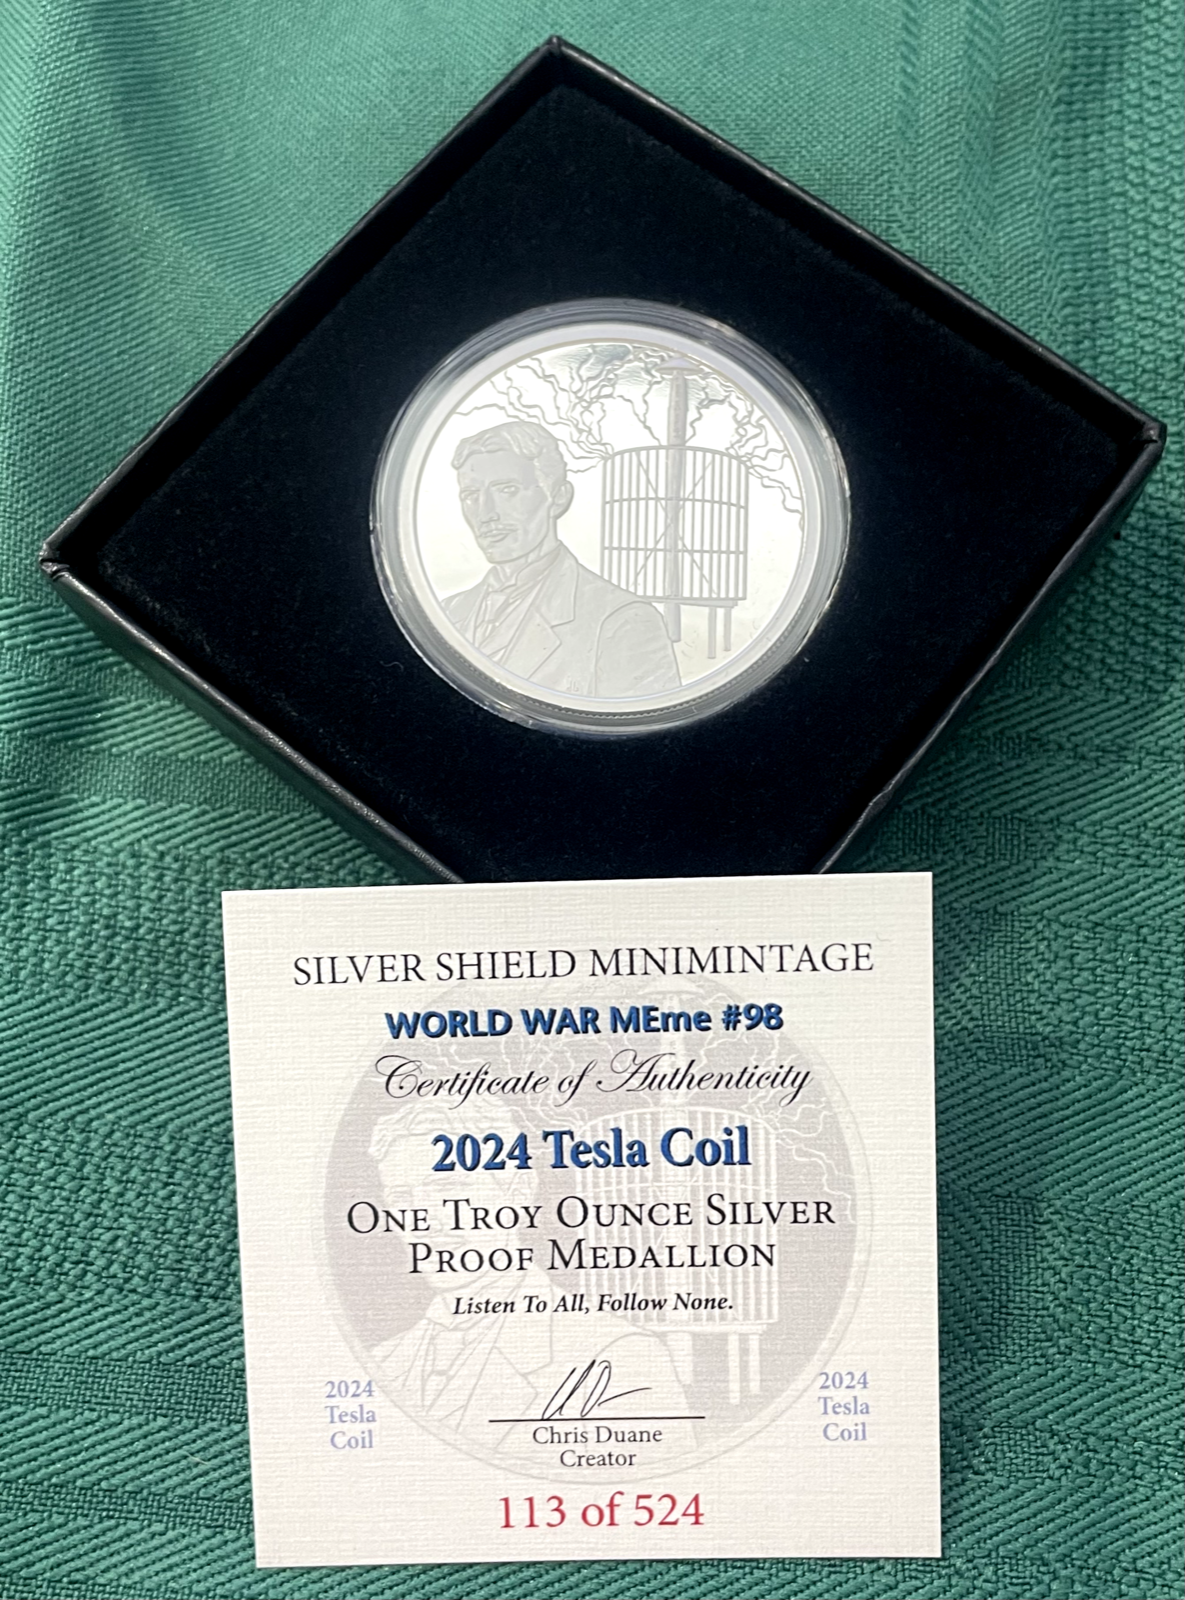 SILVER SHIELD MINIMINTAGE
WORLD WAR MEme #98
Certificate of Authenticity
2024 Tesla Coil
ONE TROY OUNCE SILVER
PROOF MEDALLION
Listen To All, Follow None.
2024
Tesla
Coil
Chris Duane
Creator
2024
Tesla
Coil
113 of 524